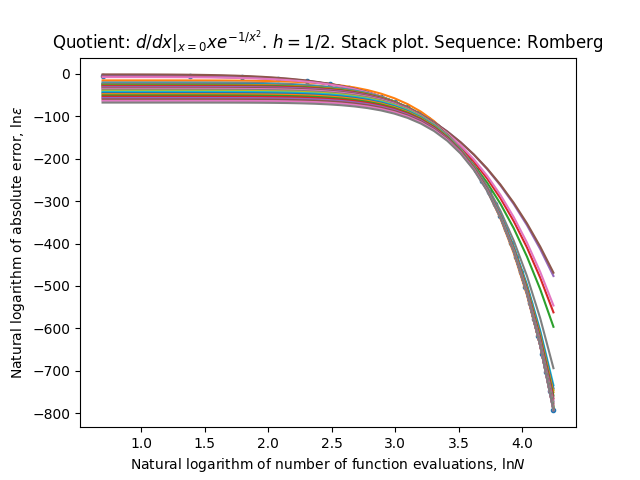 Quotient: $d/dx|_{x=0} xe^{-1/x^2}$. $h = 1/2$. Stack plot. Sequence: Romberg
0
−100
−200
−300
−400
−500
−600
−700
−800
Natural logarithm of absolute error, lnε
1.0 1.5 2.0 2.5 3.0 3.5 4.0
Natural logarithm of number of function evaluations, lnN